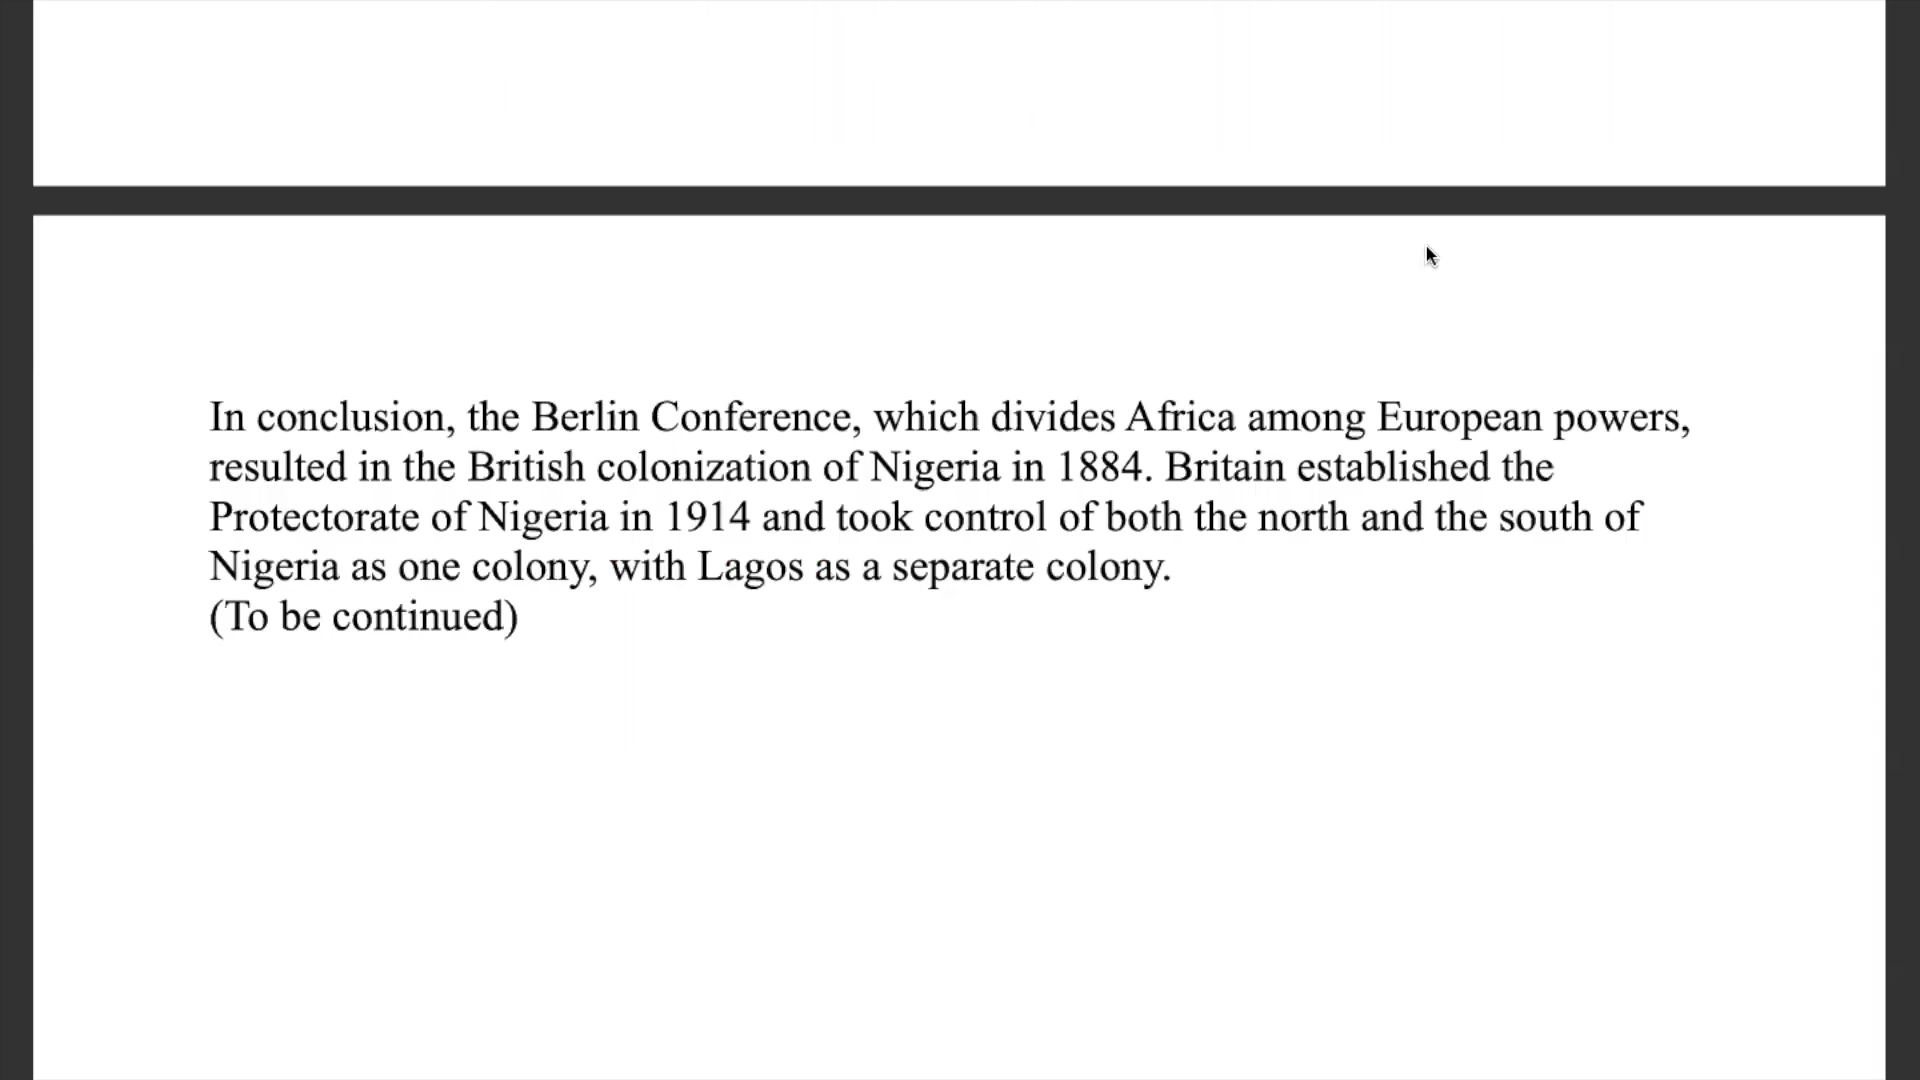 In conclusion, the Berlin Conference, which divides Africa among European powers,
resulted in the British colonization of Nigeria in 1884. Britain established the
Protectorate of Nigeria in 1914 and took control of both the north and the south of
Nigeria as one colony, with Lagos as a separate colony.
(To be continued)